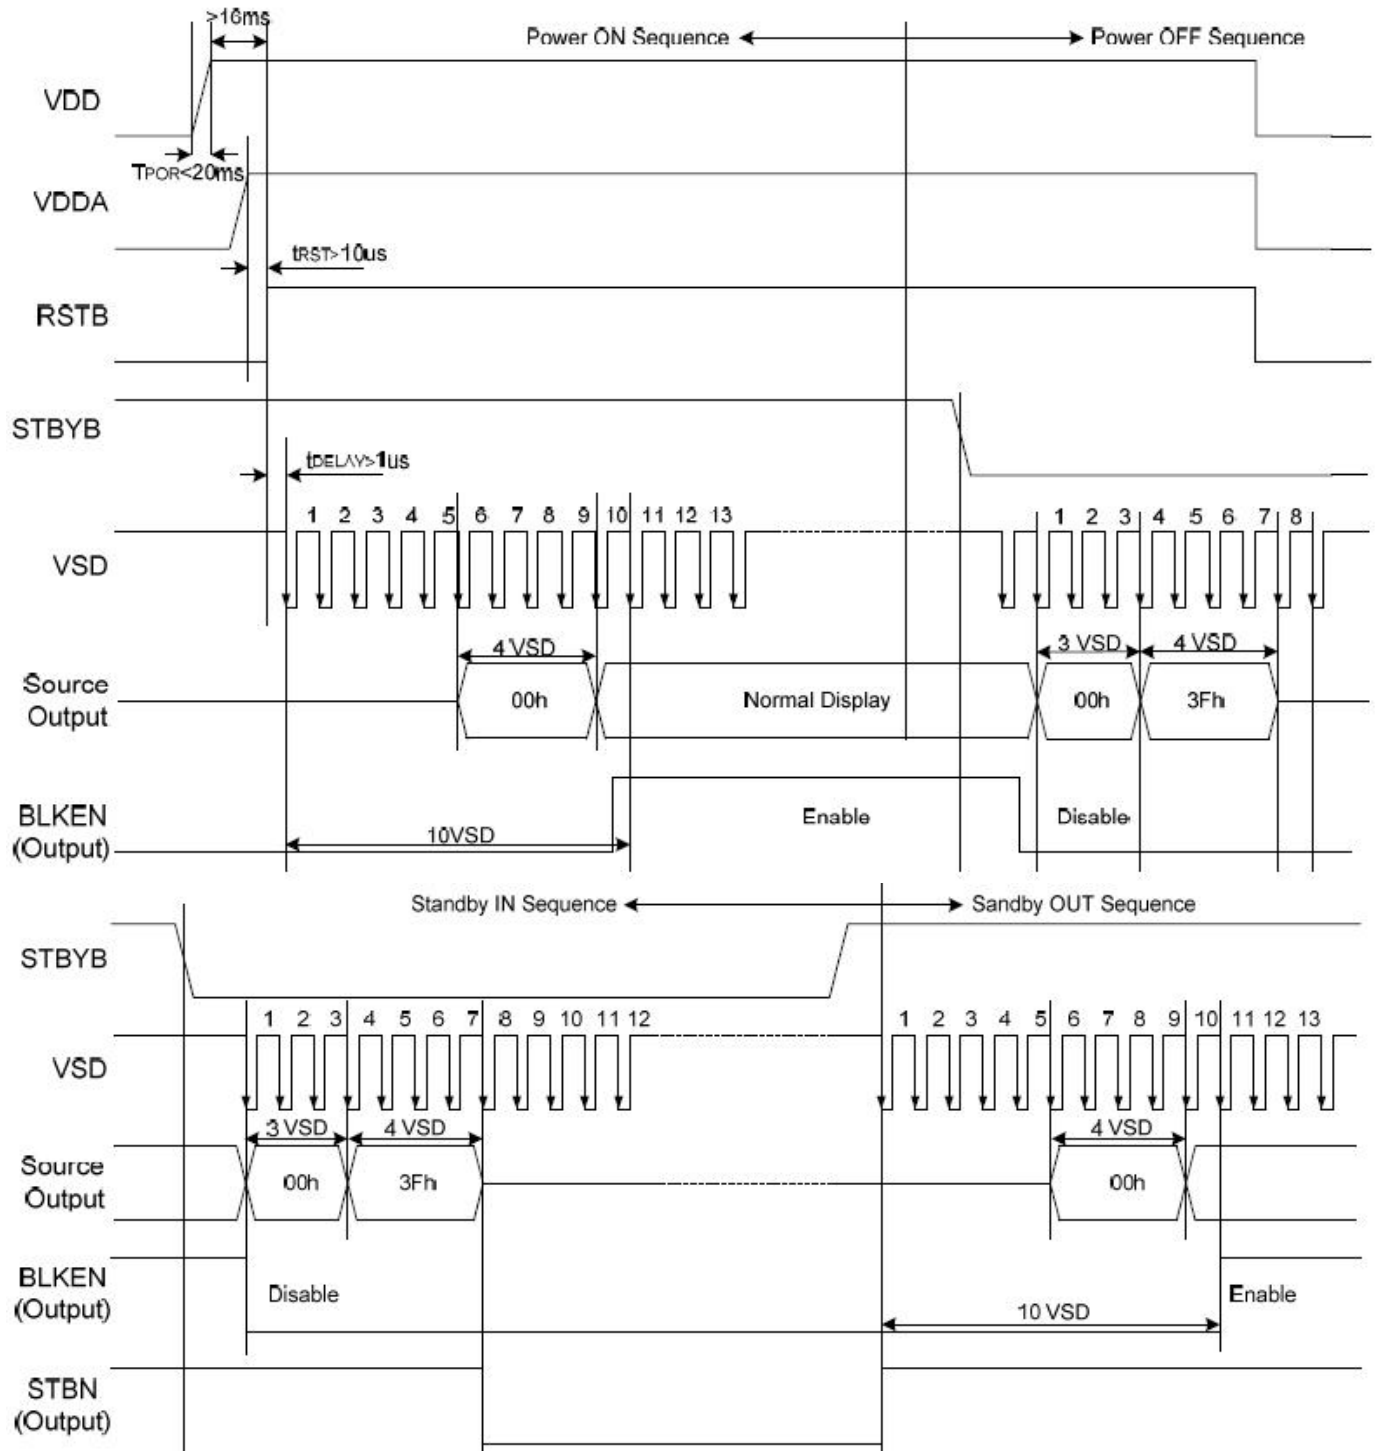 >16ms
Power ON Sequence
Power OFF Sequence
VDD
TPOR<20ms
VDDA
tRST>10us
RSTB
STBYB
tDELAY>1us
1 2 3 4 5 6 7 8 9 10 11 12 13
1 2 3 4 5 6 7 8
VSD
4 VSD
3 VSD
4 VSD
Source
Output
00h
Normal Display
00h
3Fh
BLKEN
(Output)
10VSD
Enable
Disable
Standby IN Sequence
Sandby OUT Sequence
STBYB
1 2 3 4 5 6 7 8 9 10 11 12
1 2 3 4 5 6 7 8 9 10 11 12 13
VSD
3 VSD
4 VSD
4 VSD
Source
Output
00h
3Fh
00h
BLKEN
(Output)
Disable
10 VSD
Enable
STBN
(Output)